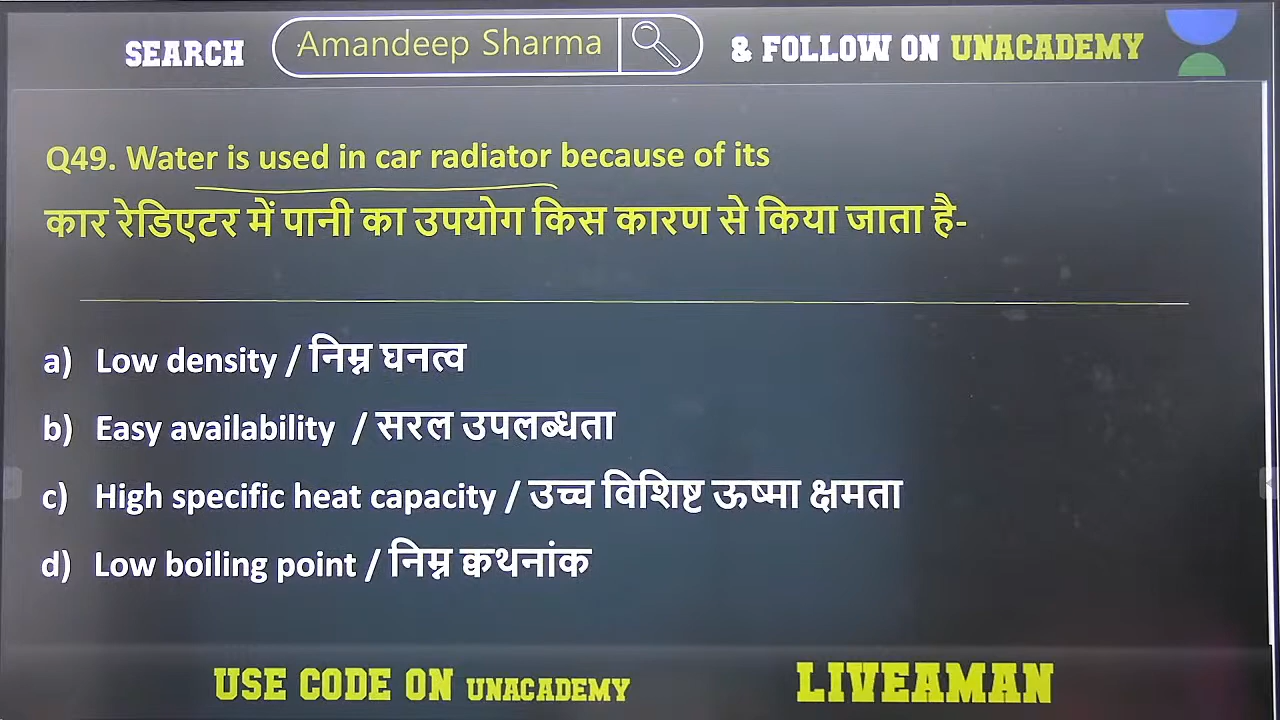 SEARCH Amandeep Sharma & FOLLOW ON UNACADEMY
Q49. Water is used in car radiator because of its
कार रेडिएटर में पानी का उपयोग किस कारण से किया जाता है-
a) Low density / निम्न घनत्व
b) Easy availability / सरल उपलब्धता
c) High specific heat capacity / उच्च विशिष्ट ऊष्मा क्षमता
d) Low boiling point / निम्न क्वथनांक
USE CODE ON UNACADEMY LIVEAMAN